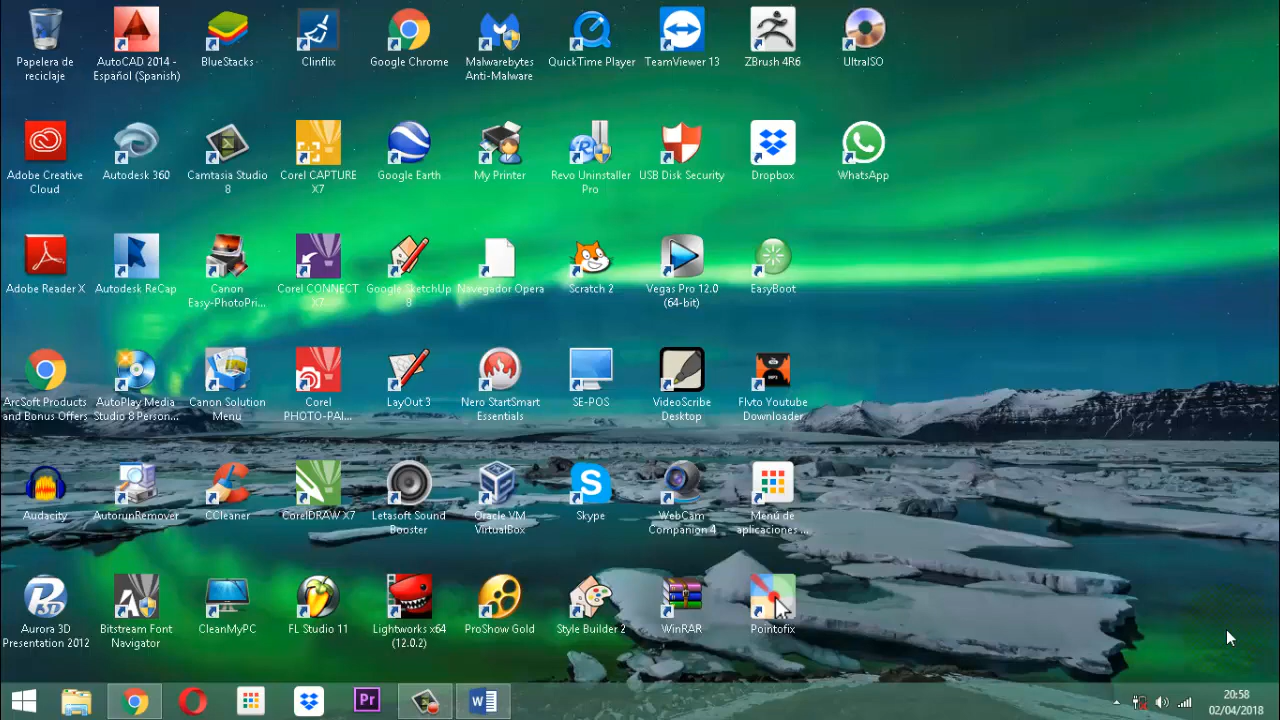 Papelera de
reciclaje
AutoCAD 2014 -
Español (Spanish)
BlueStacks
Clinflix
Google Chrome
Malwarebytes
Anti-Malware
QuickTime Player
TeamViewer 13
ZBrush 4R6
UltraISO
Adobe Creative
Cloud
Autodesk 360
Camtasia Studio
8
Corel CAPTURE
X7
Google Earth
My Printer
Revo Uninstaller
Pro
USB Disk Security
Dropbox
WhatsApp
Adobe Reader X
Autodesk ReCap
Canon
Easy-PhotoPri...
Corel CONNECT
X7
Google SketchUp
8
Navegador Opera
Scratch 2
Vegas Pro 12.0
(64-bit)
EasyBoot
ArcSoft Products
and Bonus Offers
AutoPlay Media
Studio 8 Person...
Canon Solution
Menu
Corel
PHOTO-PAI...
LayOut 3
Nero StartSmart
Essentials
SE-POS
VideoScribe
Desktop
MP3
Flvto Youtube
Downloader
Audacity
AutorunRemover
CCleaner
CorelDRAW X7
Letasoft Sound
Booster
Oracle VM
VirtualBox
S
Skype
WebCam
Companion 4
Menú de
aplicaciones ...
P3D
Aurora 3D
Presentation 2012
Bitstream Font
Navigator
CleanMyPC
FL Studio 11
Lightworks x64
(12.0.2)
ProShow Gold
Style Builder 2
WinRAR
Pointofix
Pr
W
20:58
02/04/2018